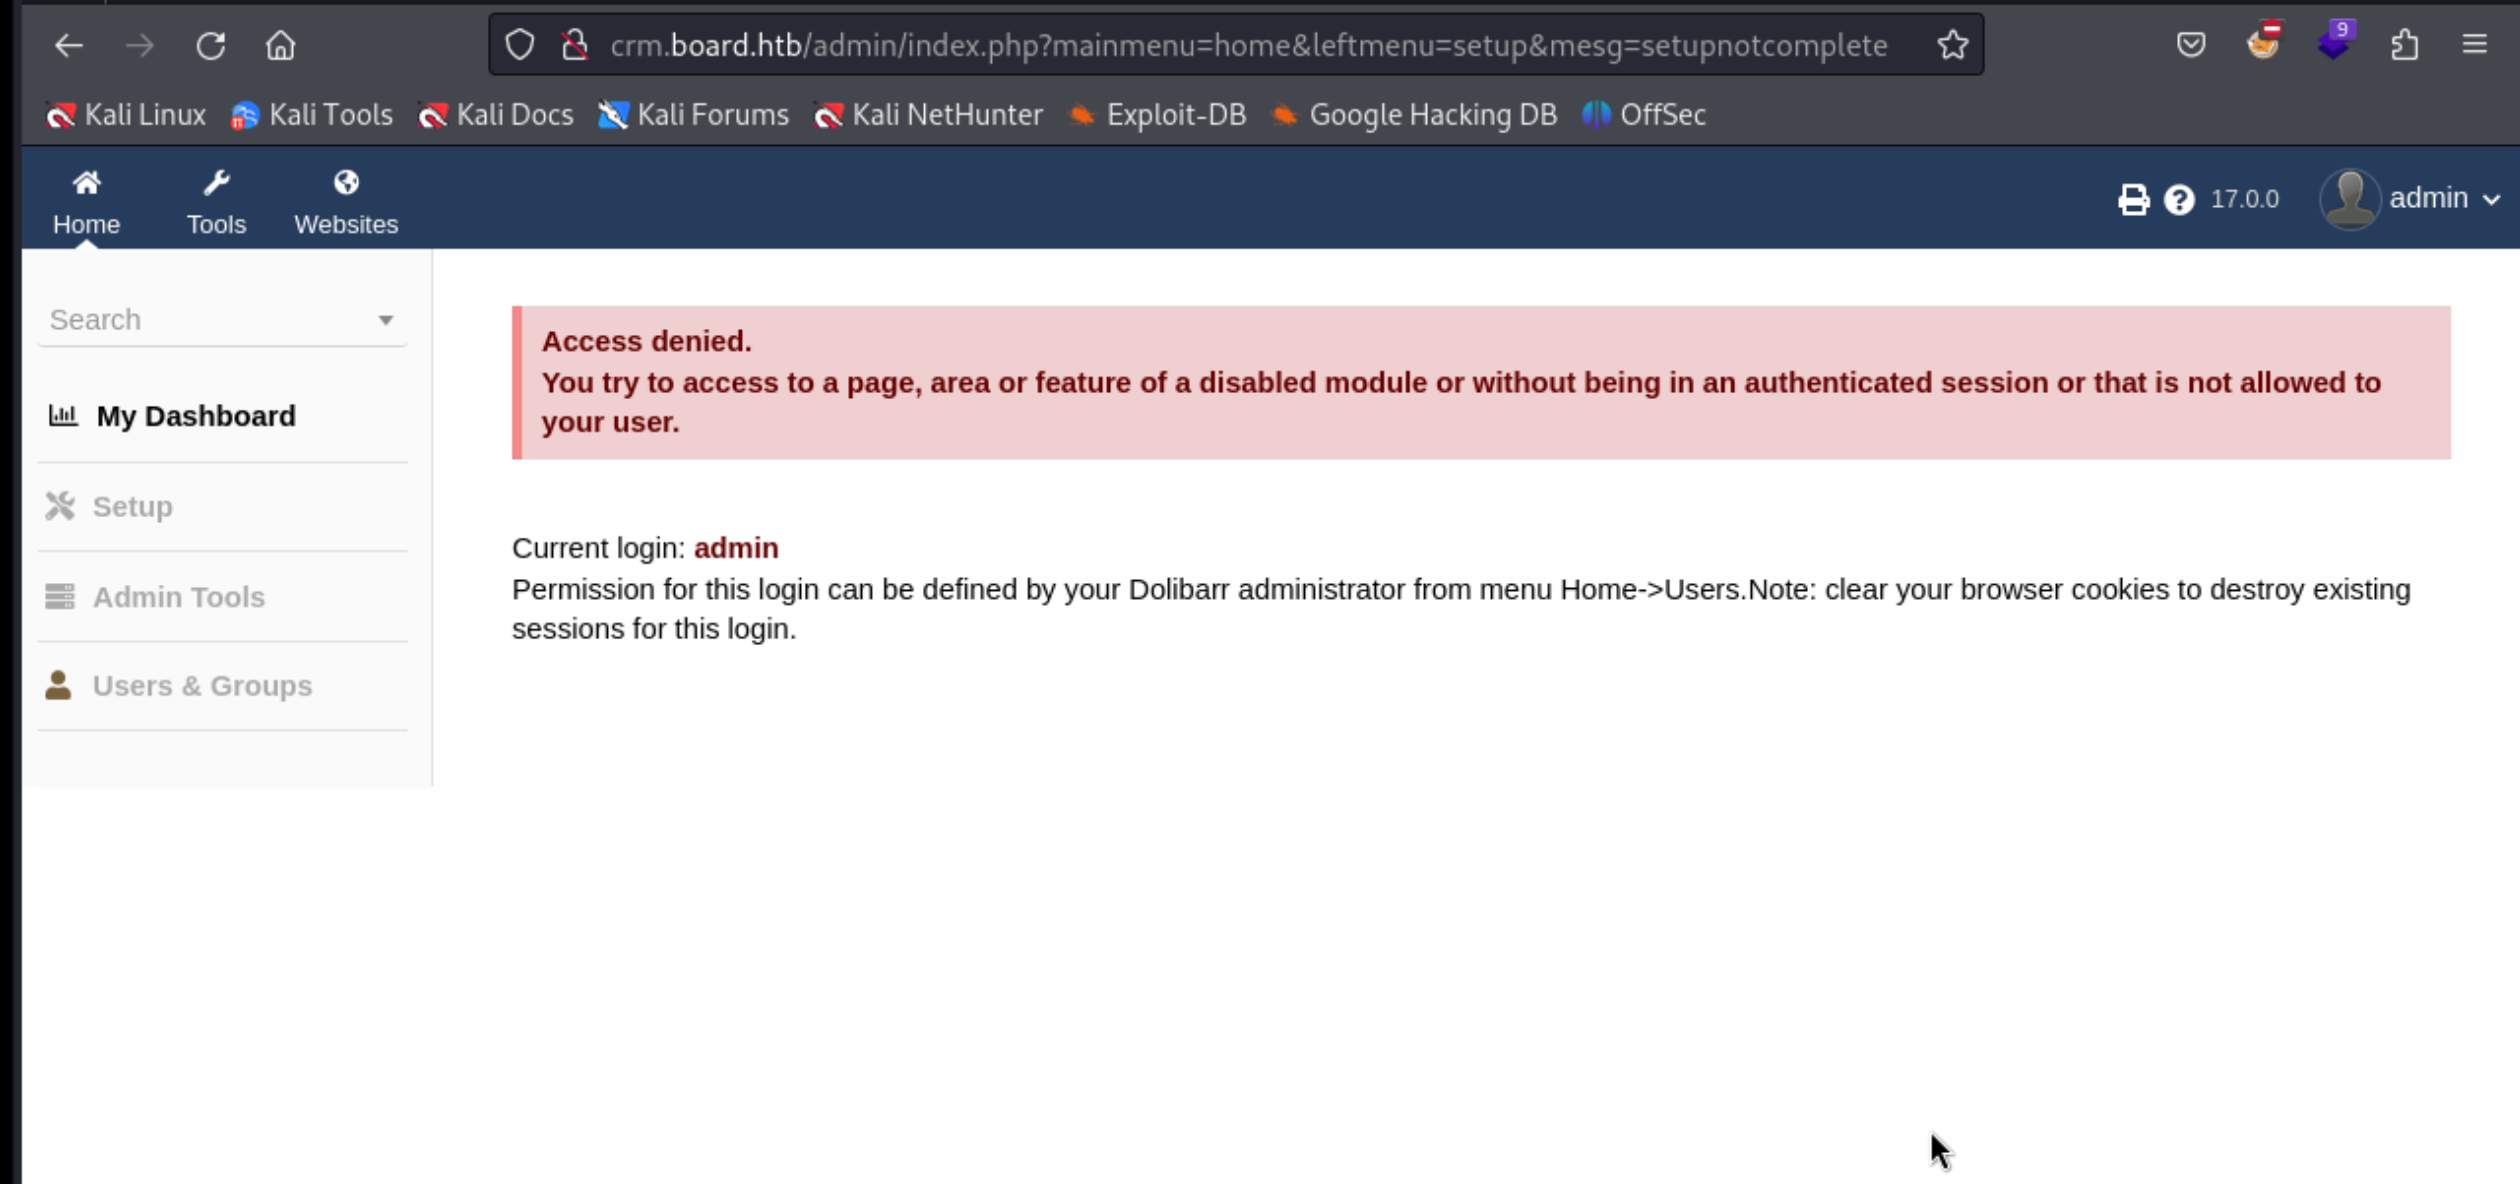 crm.board.htb/admin/index.php?mainmenu=home&leftmenu=setup&mesg=setupnotcomplete
9
Kali Linux Kali Tools Kali Docs Kali Forums Kali NetHunter Exploit-DB Google Hacking DB OffSec
Home Tools Websites
17.0.0 admin
Search
My Dashboard
Setup
Admin Tools
Users & Groups
Access denied.
You try to access to a page, area or feature of a disabled module or without being in an authenticated session or that is not allowed to
your user.
Current login: admin
Permission for this login can be defined by your Dolibarr administrator from menu Home->Users.Note: clear your browser cookies to destroy existing
sessions for this login.